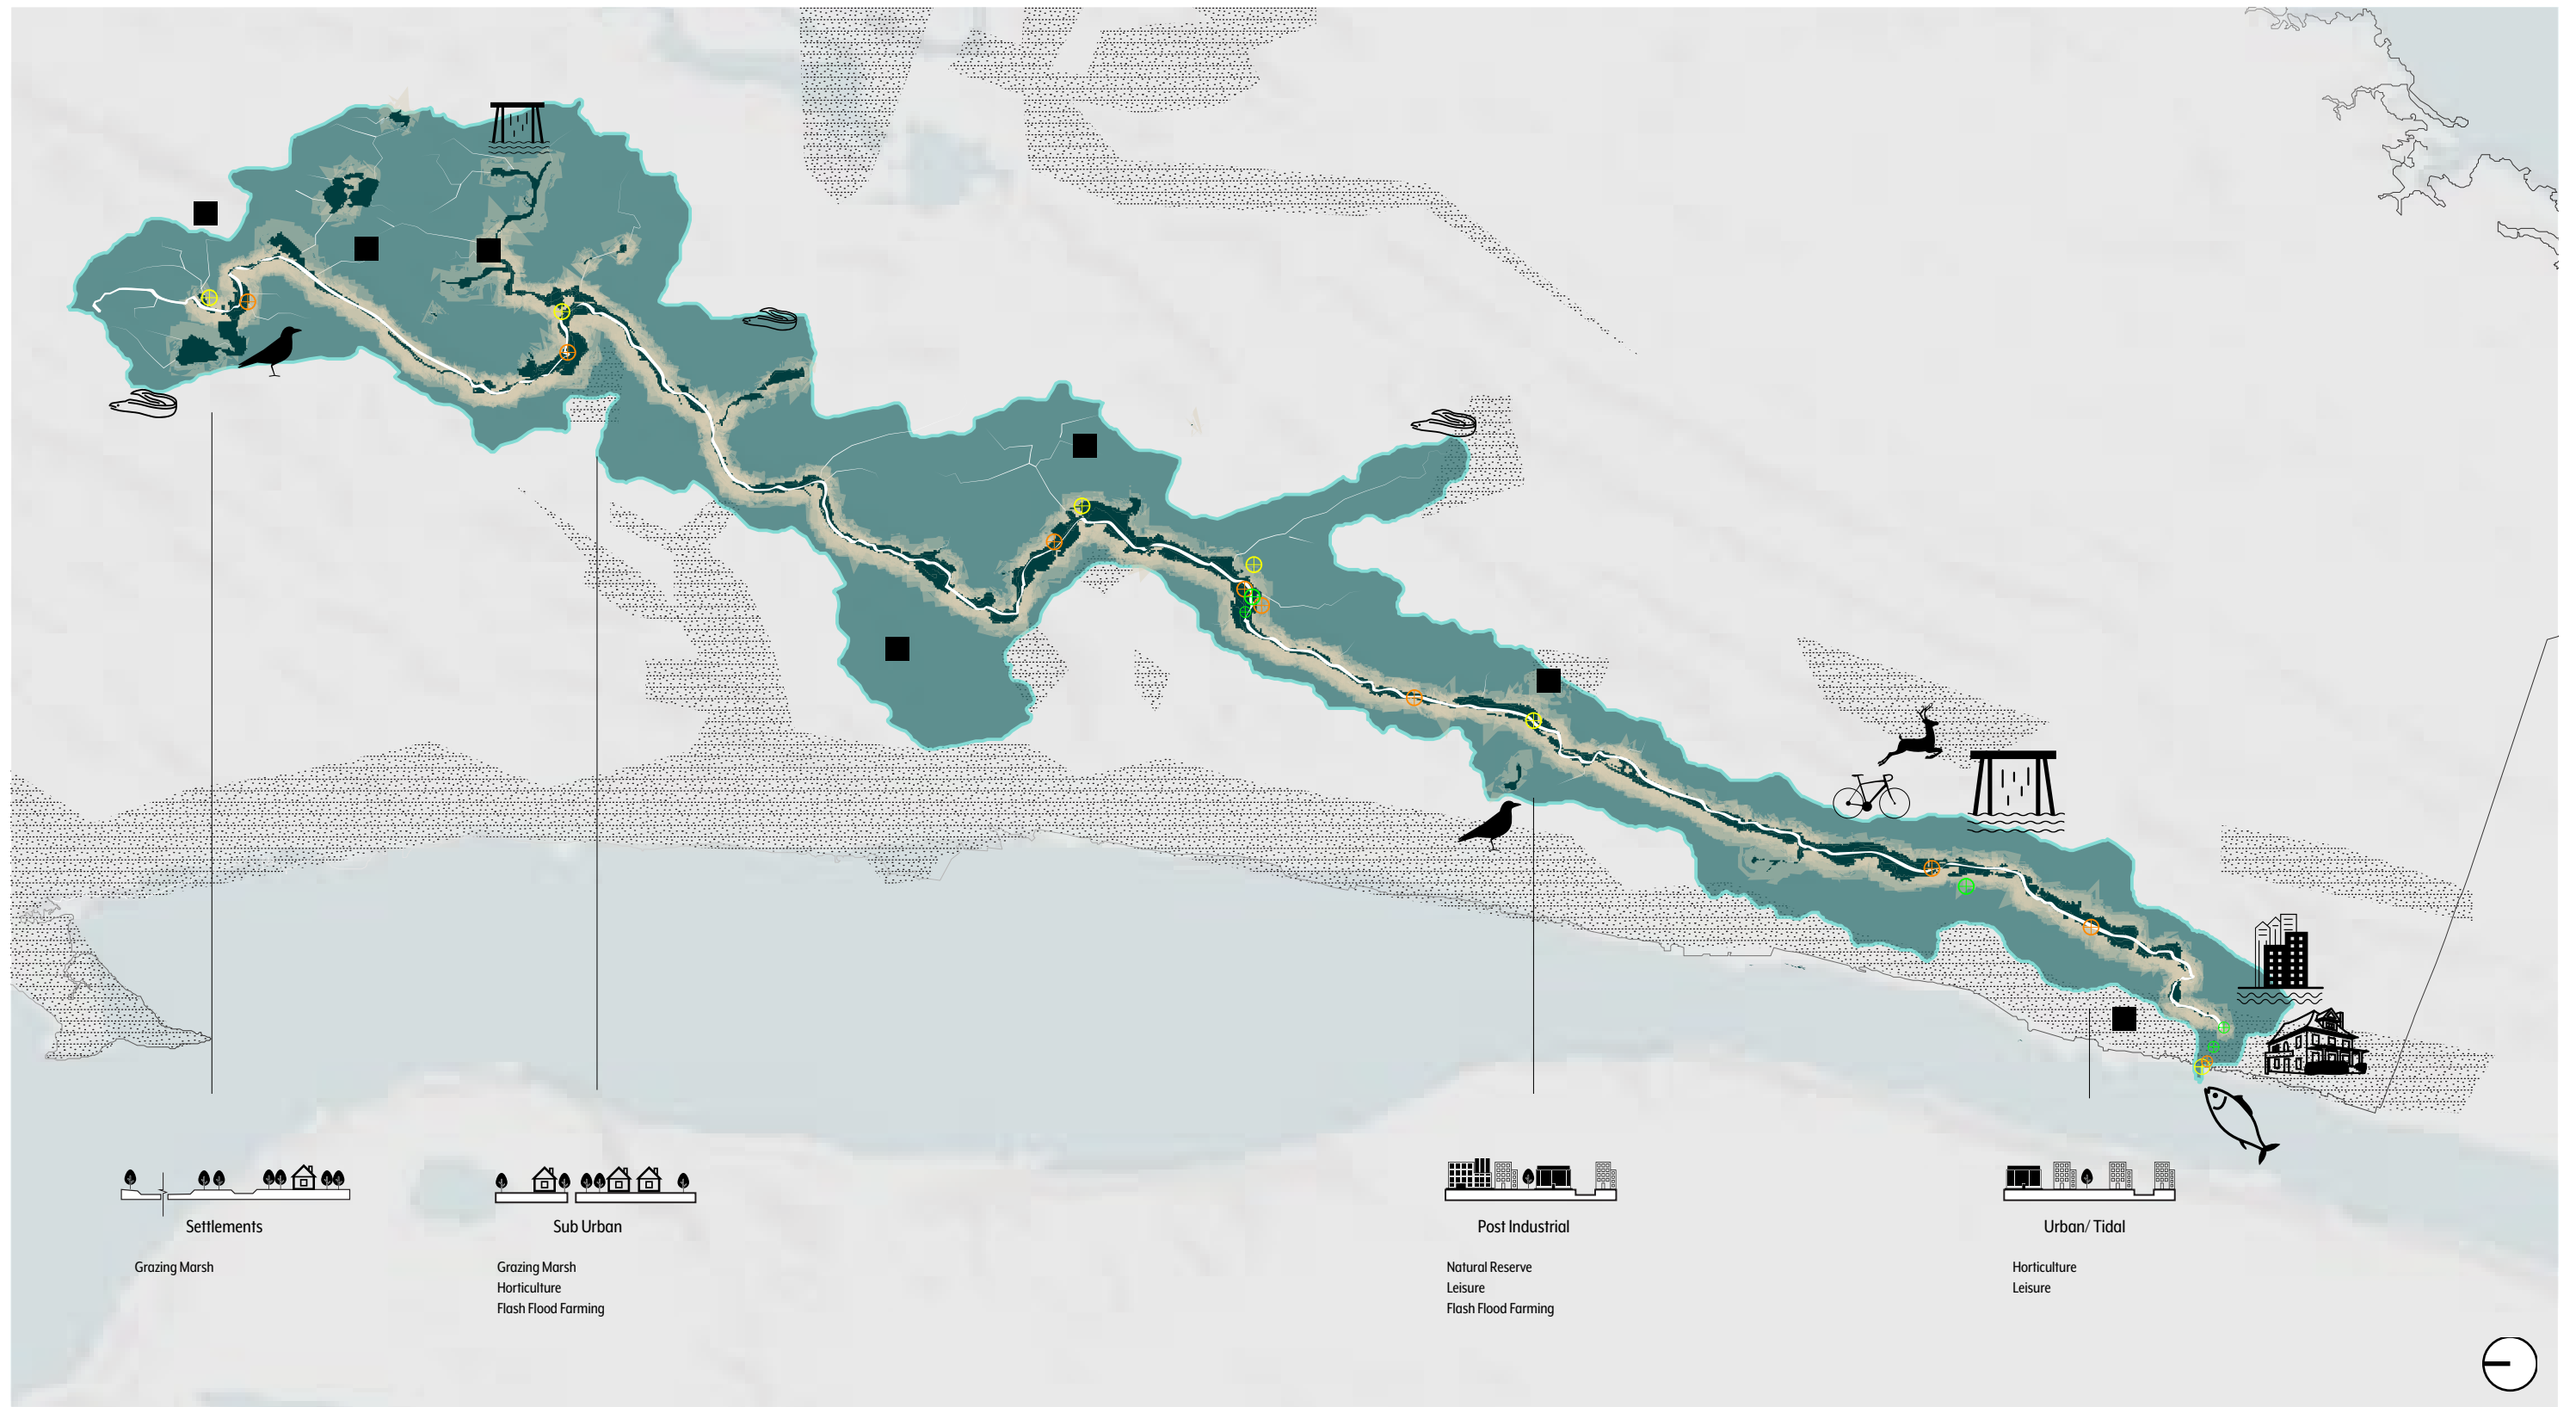 Settlements
Grazing Marsh
Sub Urban
Grazing Marsh
Horticulture
Flash Flood Farming
Post Industrial
Natural Reserve
Leisure
Flash Flood Farming
Urban/ Tidal
Horticulture
Leisure